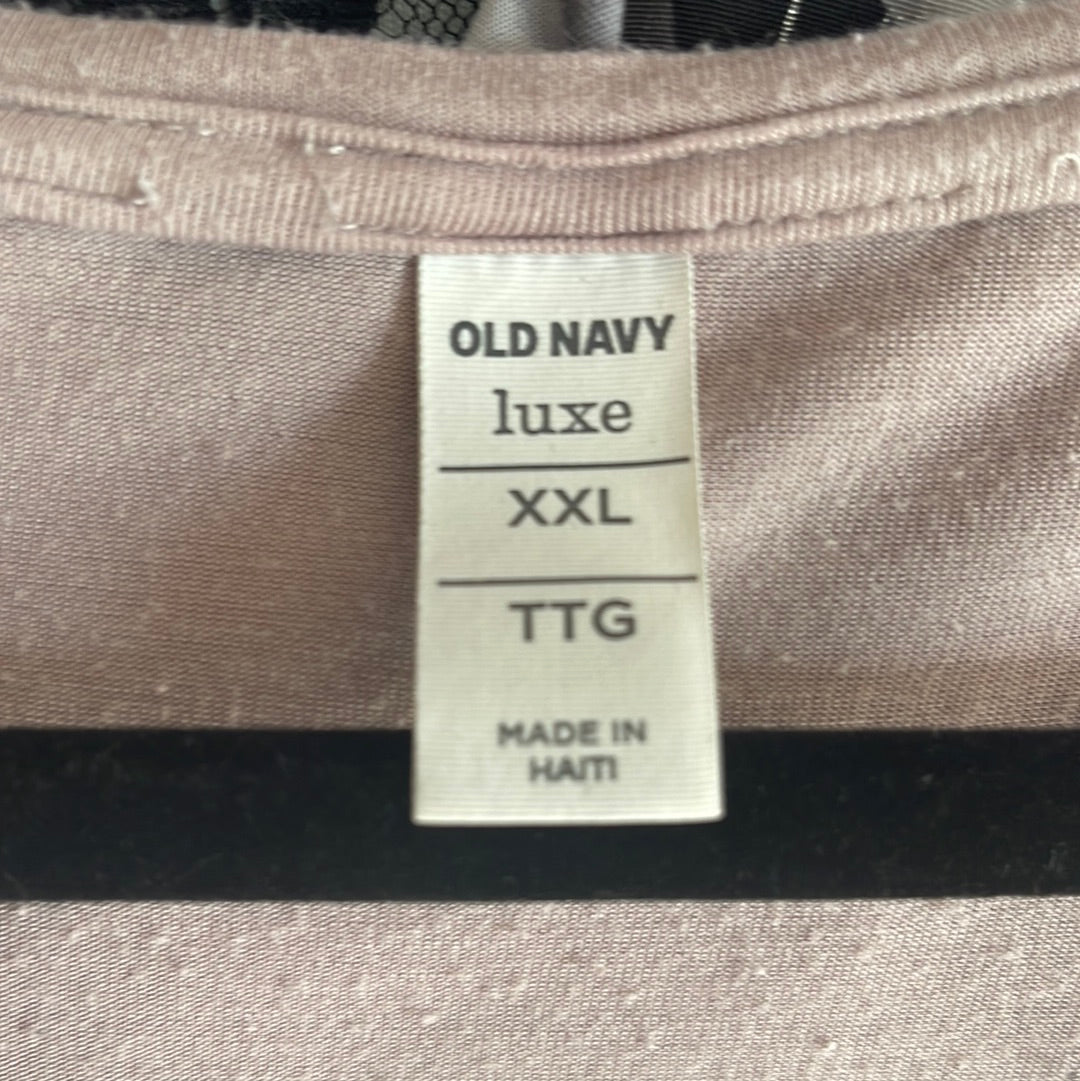 OLD NAVY
luxe
XXL
TTG
MADE IN
HAITI